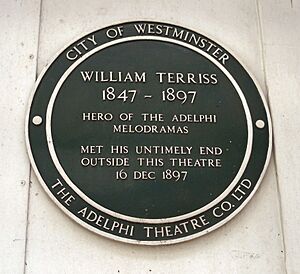 CITY OF WESTMINSTER
WILLIAM TERRISS
1847 - 1897
HERO OF THE ADELPHI
MELODRAMAS
MET HIS UNTIMELY END
OUTSIDE THIS THEATRE
16 DEC 1897
THE ADELPHI THEATRE CO. LTD